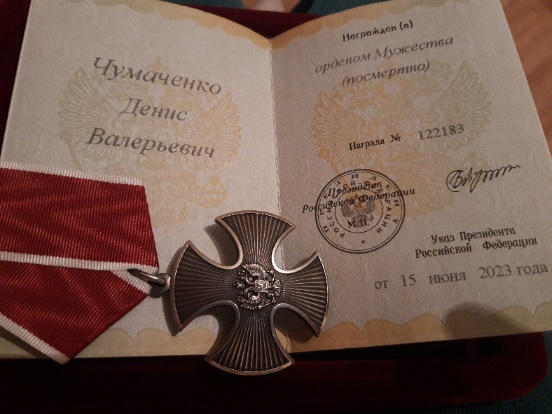 Чумаченко
Денис
Валерьевич
Награжден (а)
орденом Мужества
(посмертно)
Награда № 122183
Президент
Российской Федерации
М.П.
Указ Президента
Российской Федерации
от 15 июня 2023 года